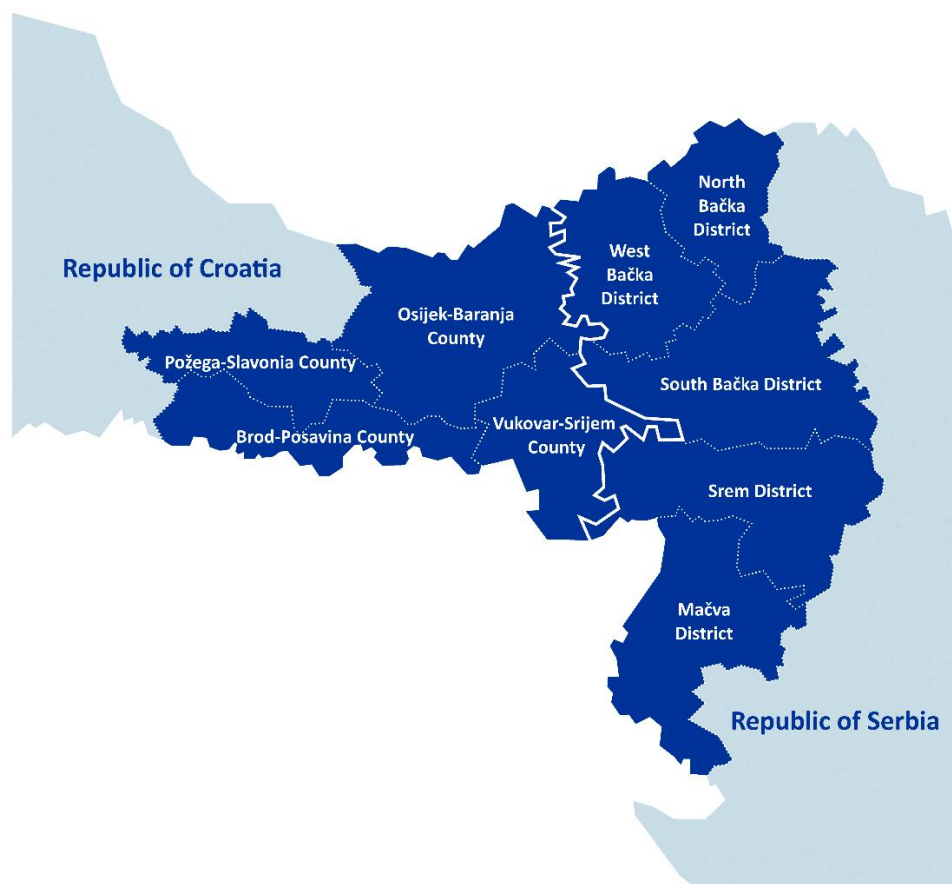 North
Bačka
District
West
Bačka
District
Republic of Croatia
Osijek-Baranja
County
Požega-Slavonia County
South Bačka District
Vukovar-Srijem
County
Brod-Posavina County
Srem District
Mačva
District
Republic of Serbia